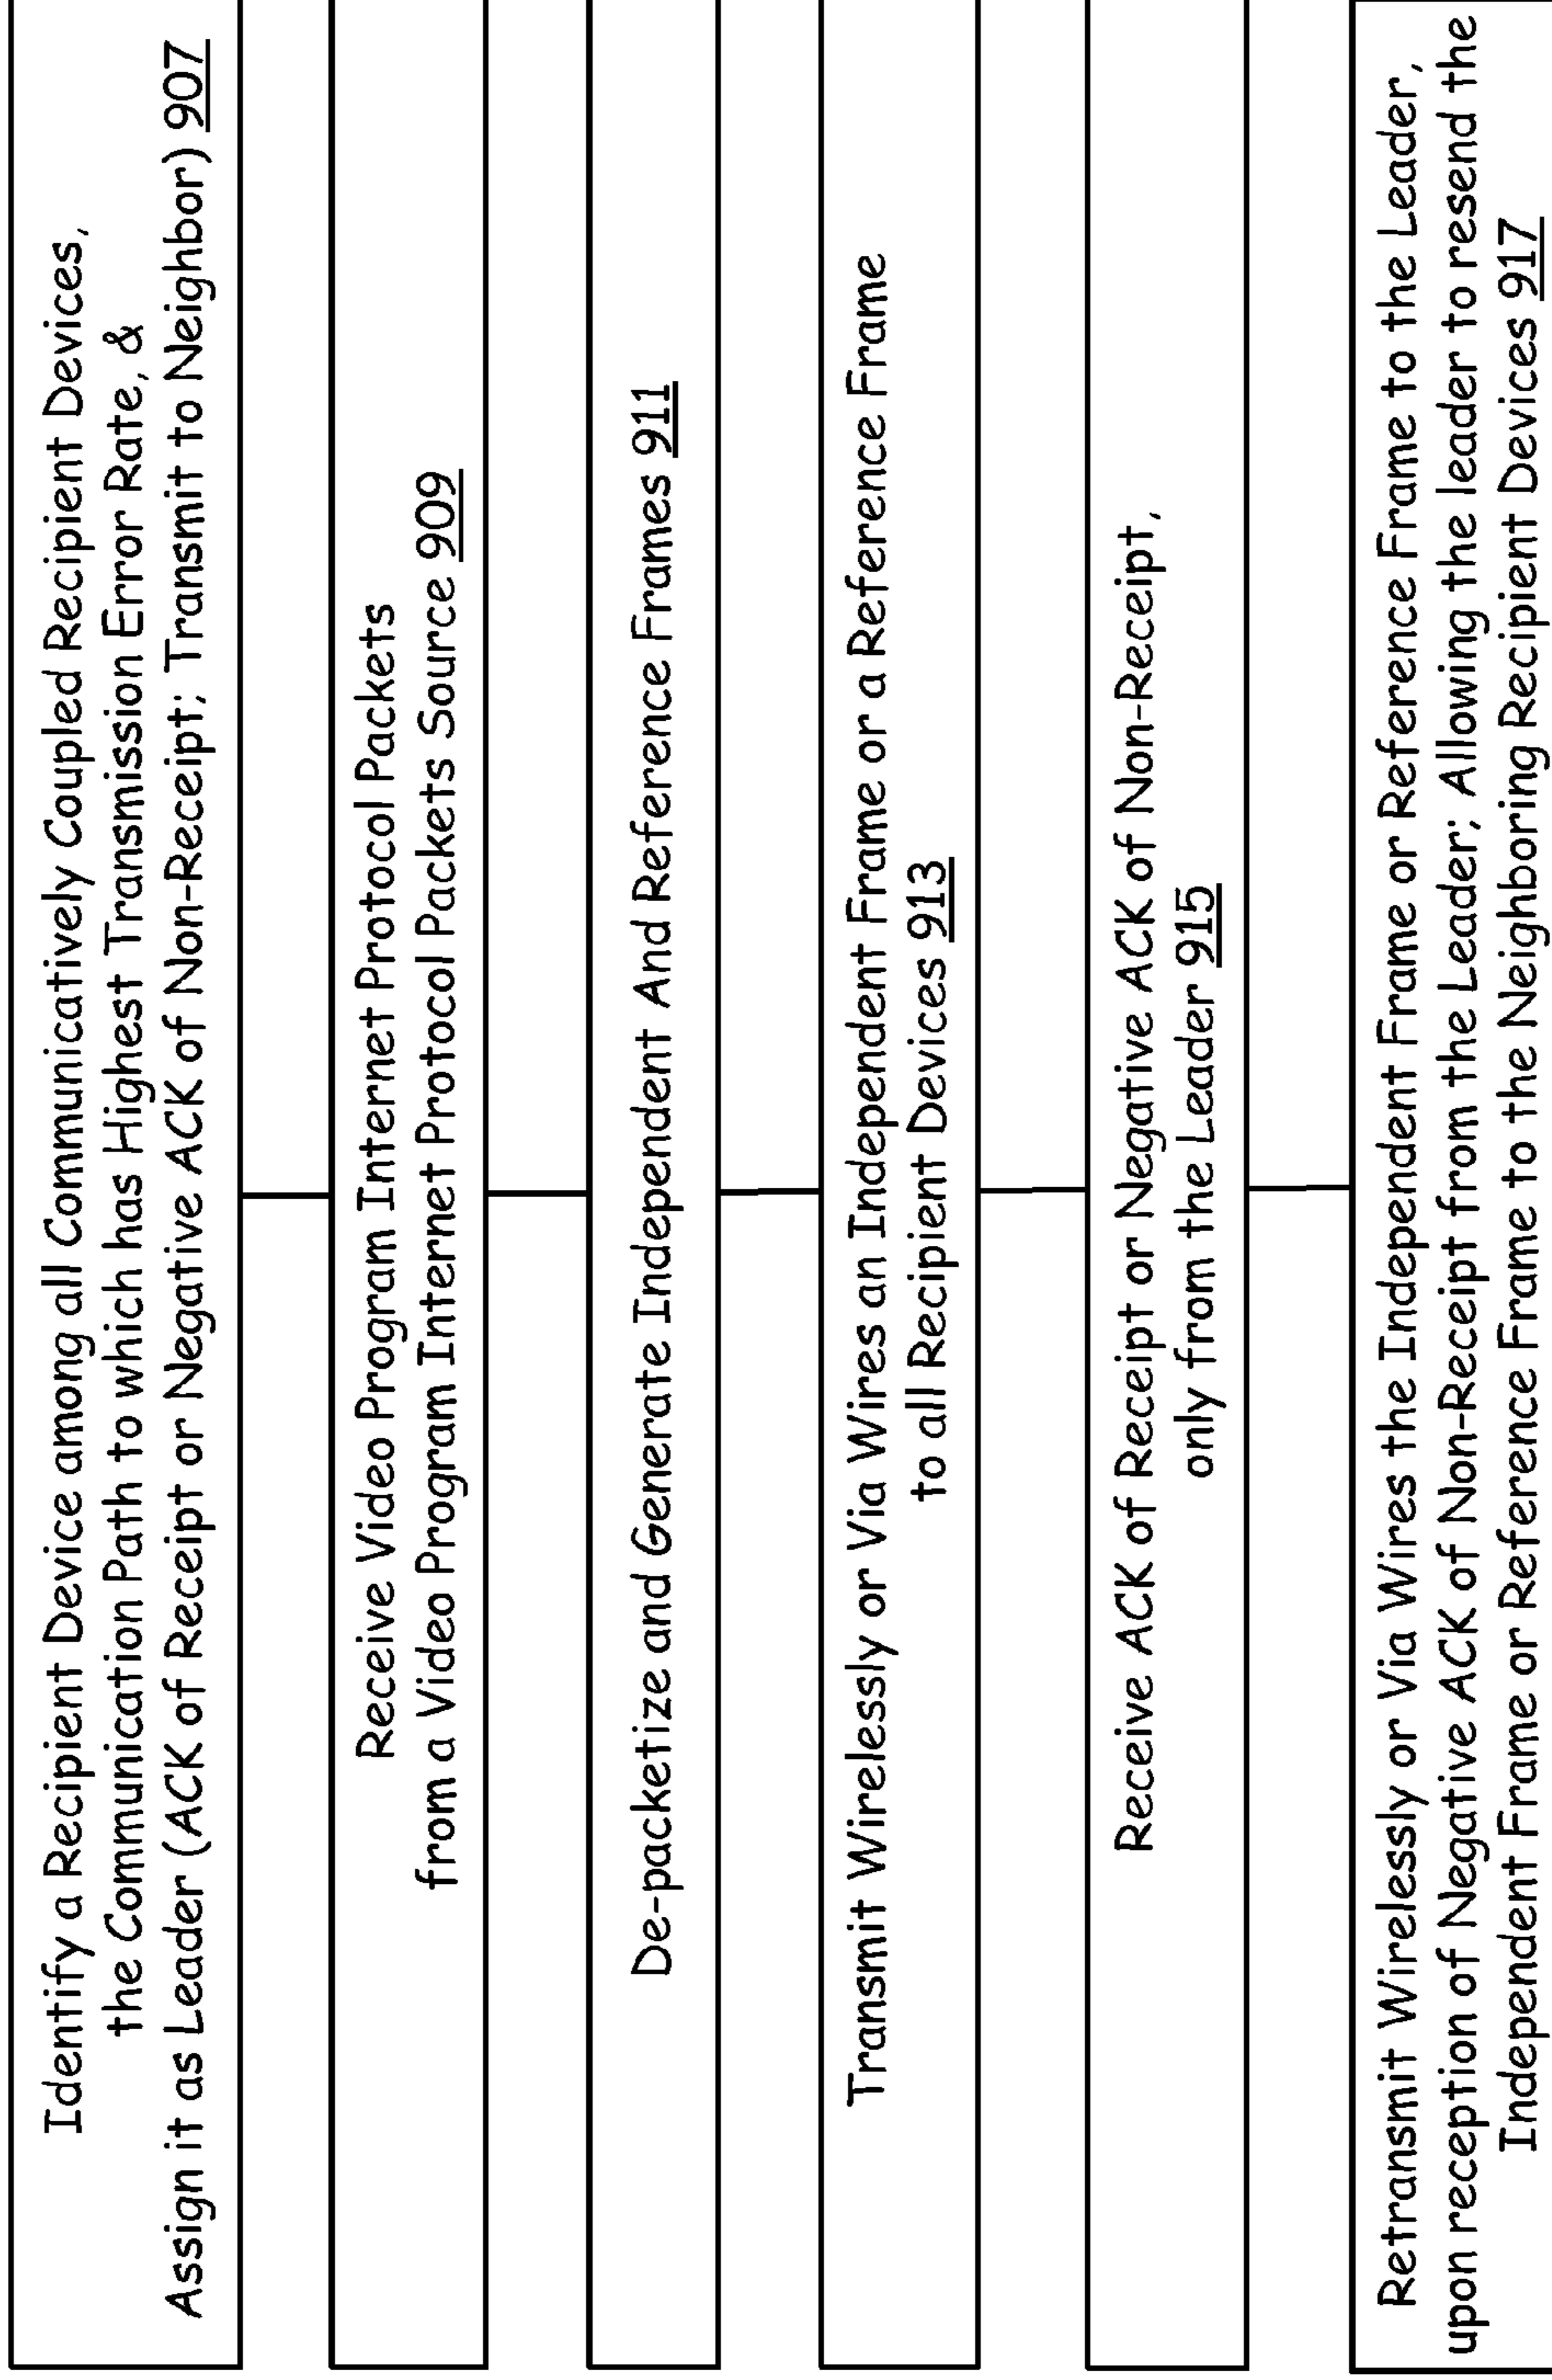 Identify a Recipient Device among all Communicatively Coupled Recipient Devices,
the Communication Path to which has Highest Transmission Error Rate, &
Assign it as Leader (ACK of Receipt or Negative ACK of Non-Receipt; Transmit to Neighbor) 907
Receive Video Program Internet Protocol Packets
from a Video Program Internet Protocol Packets Source 909
De-packetize and Generate Independent And Reference Frames 911
Transmit Wirelessly or Via Wires an Independent Frame or a Reference Frame
to all Recipient Devices 913
Receive ACK of Receipt or Negative ACK of Non-Receipt,
only from the Leader 915
Retransmit Wirelessly or Via Wires the Independent Frame or Reference Frame to the Leader,
upon reception of Negative ACK of Non-Receipt from the Leader; Allowing the leader to resend the
Independent Frame or Reference Frame to the Neighboring Recipient Devices 917